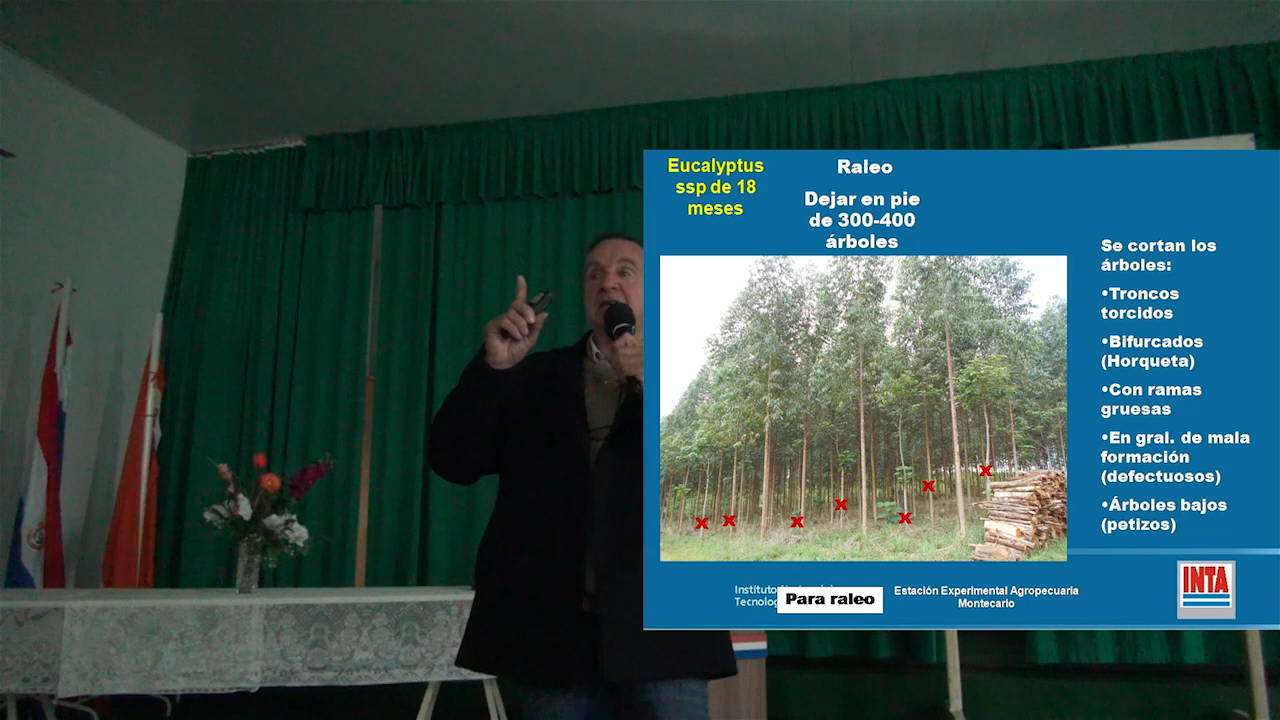 Eucalyptus
ssp de 18
meses
Raleo
Dejar en pie
de 300-400
árboles
Se cortan los
árboles:
•Troncos
torcidos
•Bifurcados
(Horqueta)
•Con ramas
gruesas
•En gral. de mala
formación
(defectuosos)
•Árboles bajos
(petizos)
x x x x x x x
Instituto
Para raleo
Estación Experimental Agropecuaria
Montecarlo
INTA